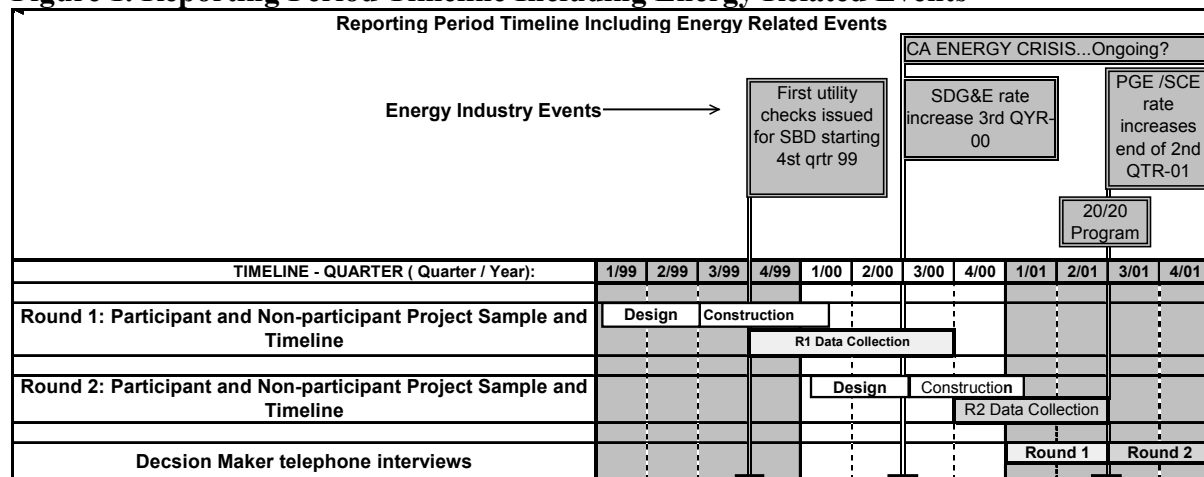 Figure 1. Reporting Period Timeline Including Energy Related Events
Reporting Period Timeline Including Energy Related Events
CA ENERGY CRISIS...Ongoing?
Energy Industry Events
First utility
checks issued
for SBD starting
4st qrtr 99
SDG&E rate
increase 3rd QYR-
00
PGE /SCE
rate
increases
end of 2nd
QTR-01
20/20
Program
TIMELINE - QUARTER ( Quarter / Year): 1/99 2/99 3/99 4/99 1/00 2/00 3/00 4/00 1/01 2/01 3/01 4/01
Round 1: Participant and Non-participant Project Sample and
Timeline
Design Construction
R1 Data Collection
Round 2: Participant and Non-participant Project Sample and
Timeline
Design Construction
R2 Data Collection
Decsion Maker telephone interviews Round 1 Round 2